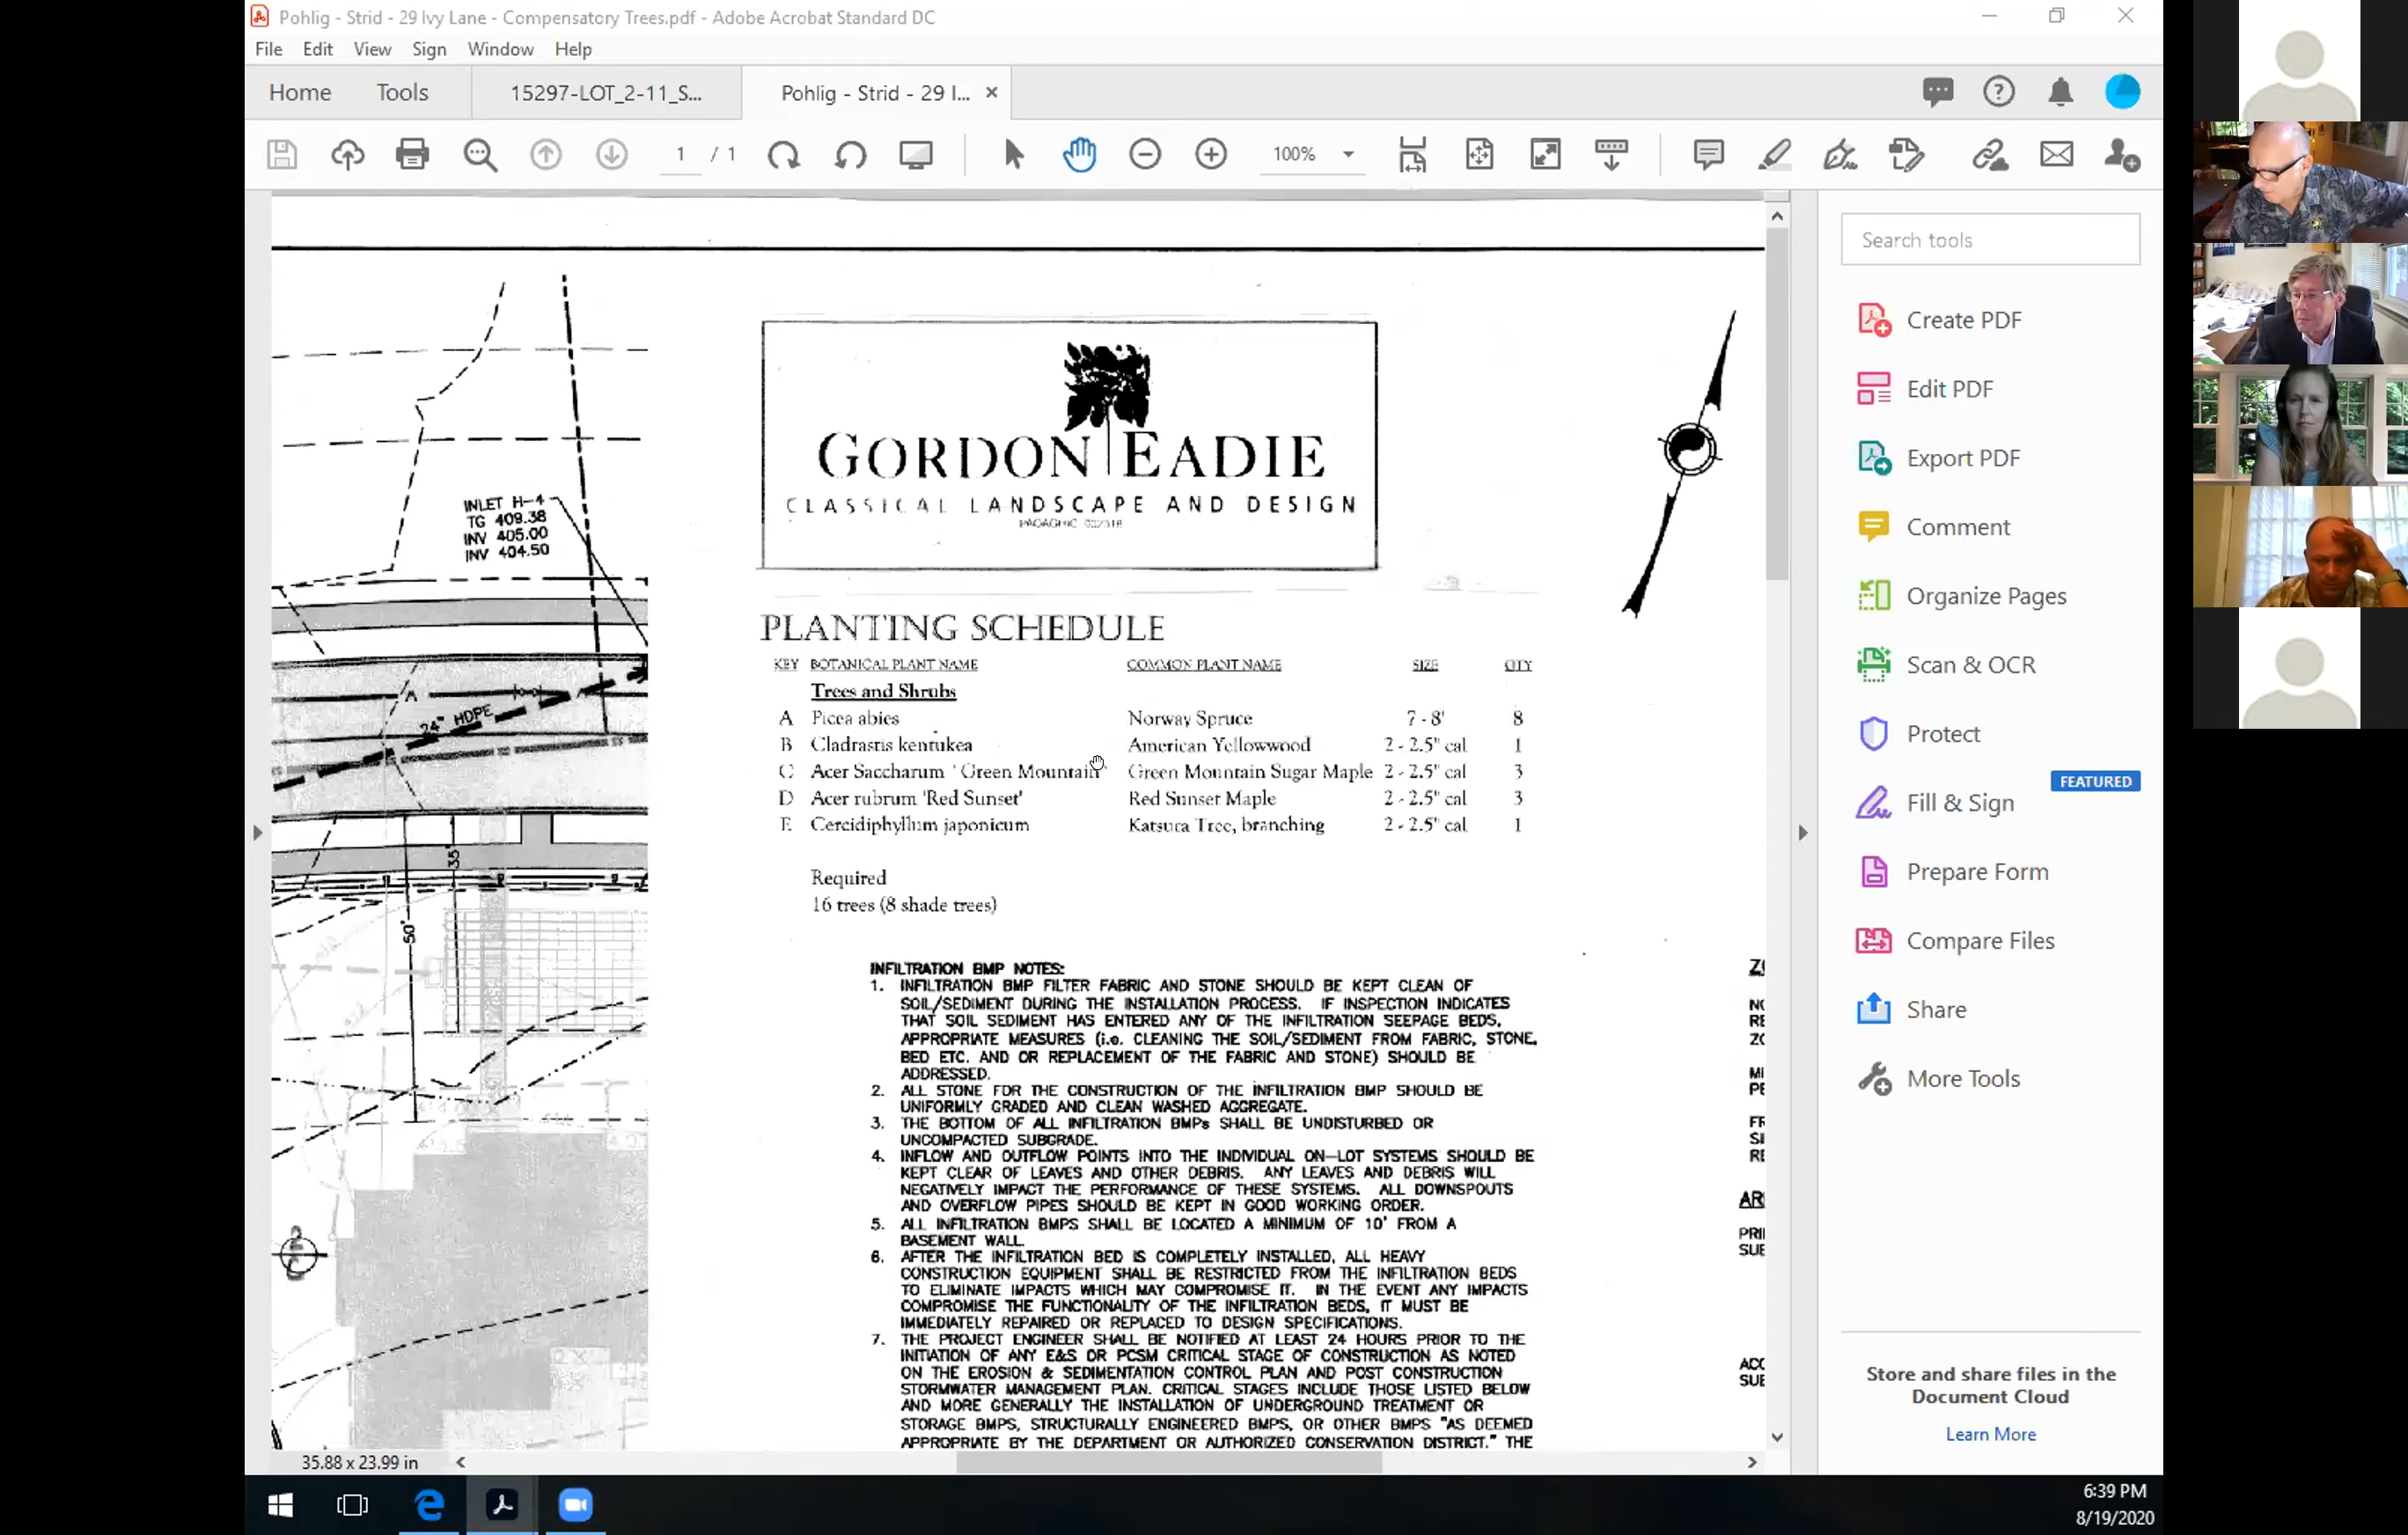 Pohlig - Strid - 29 Ivy Lane - Compensatory Trees.pdf - Adobe Acrobat Standard DC
File Edit View Sign Window Help
Home Tools 15297-LOT_2-11_S... Pohlig - Strid - 29 I...
1 / 1 100%
INLET H-4
TG 409.38
INV 405.00
INV 404.50
24" HDPE
35'
50'
GORDON EADIE
CLASSICAL LANDSCAPE AND DESIGN
PLANTING SCHEDULE
KEY BOTANICAL PLANT NAME COMMON PLANT NAME SIZE QTY
Trees and Shrubs
A Picea abies Norway Spruce 7 - 8' 8
B Cladrastis kentukea American Yellowwood 2 - 2.5" cal 1
C Acer Saccharum 'Green Mountain' Green Mountain Sugar Maple 2 - 2.5" cal 3
D Acer rubrum 'Red Sunset' Red Sunset Maple 2 - 2.5" cal 3
E Cercidiphyllum japonicum Katsura Tree, branching 2 - 2.5" cal 1
Required
16 trees (8 shade trees)
INFILTRATION BMP NOTES:
1. INFILTRATION BMP FILTER FABRIC AND STONE SHOULD BE KEPT CLEAN OF
SOIL/SEDIMENT DURING THE INSTALLATION PROCESS. IF INSPECTION INDICATES
THAT SOIL SEDIMENT HAS ENTERED ANY OF THE INFILTRATION SEEPAGE BEDS,
APPROPRIATE MEASURES (i.e. CLEANING THE SOIL/SEDIMENT FROM FABRIC, STONE,
BED ETC. AND OR REPLACEMENT OF THE FABRIC AND STONE) SHOULD BE
ADDRESSED.
2. ALL STONE FOR THE CONSTRUCTION OF THE INFILTRATION BMP SHOULD BE
UNIFORMLY GRADED AND CLEAN WASHED AGGREGATE.
3. THE BOTTOM OF ALL INFILTRATION BMPs SHALL BE UNDISTURBED OR
UNCOMPACTED SUBGRADE.
4. INFLOW AND OUTFLOW POINTS INTO THE INDIVIDUAL ON-LOT SYSTEMS SHOULD BE
KEPT CLEAR OF LEAVES AND OTHER DEBRIS. ANY LEAVES AND DEBRIS WILL
NEGATIVELY IMPACT THE PERFORMANCE OF THESE SYSTEMS. ALL DOWNSPOUTS
AND OVERFLOW PIPES SHOULD BE KEPT IN GOOD WORKING ORDER.
5. ALL INFILTRATION BMPS SHALL BE LOCATED A MINIMUM OF 10' FROM A
BASEMENT WALL.
6. AFTER THE INFILTRATION BED IS COMPLETELY INSTALLED, ALL HEAVY
CONSTRUCTION EQUIPMENT SHALL BE RESTRICTED FROM THE INFILTRATION BEDS
TO ELIMINATE IMPACTS WHICH MAY COMPROMISE IT. IN THE EVENT ANY IMPACTS
COMPROMISE THE FUNCTIONALITY OF THE INFILTRATION BEDS, IT MUST BE
IMMEDIATELY REPAIRED OR REPLACED TO DESIGN SPECIFICATIONS.
7. THE PROJECT ENGINEER SHALL BE NOTIFIED AT LEAST 24 HOURS PRIOR TO THE
INITIATION OF ANY E&S OR PCSM CRITICAL STAGE OF CONSTRUCTION AS NOTED
ON THE EROSION & SEDIMENTATION CONTROL PLAN AND POST CONSTRUCTION
STORMWATER MANAGEMENT PLAN. CRITICAL STAGES INCLUDE THOSE LISTED BELOW
AND MORE GENERALLY THE INSTALLATION OF UNDERGROUND TREATMENT OR
STORAGE BMPS, STRUCTURALLY ENGINEERED BMPS, OR OTHER BMPS "AS DEEMED
APPROPRIATE BY THE DEPARTMENT OR AUTHORIZED CONSERVATION DISTRICT." THE
35.88 x 23.99 in
Search tools
Create PDF
Edit PDF
Export PDF
Comment
Organize Pages
Scan & OCR
Protect
FEATURED
Fill & Sign
Prepare Form
Compare Files
Share
More Tools
Store and share files in the
Document Cloud
Learn More
6:39 PM
8/19/2020